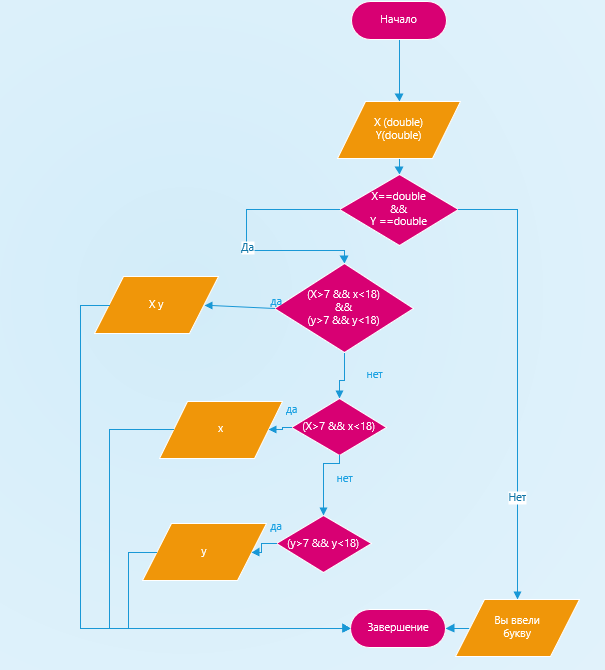 Начало
X (double)
Y(double)
X==double
&&
Y ==double
Да
(X>7 && x<18)
&&
(y>7 && y<18)
да
X y
нет
(X>7 && x<18)
да
x
нет
(y>7 && y<18)
да
y
Нет
Вы ввели
букву
Завершение